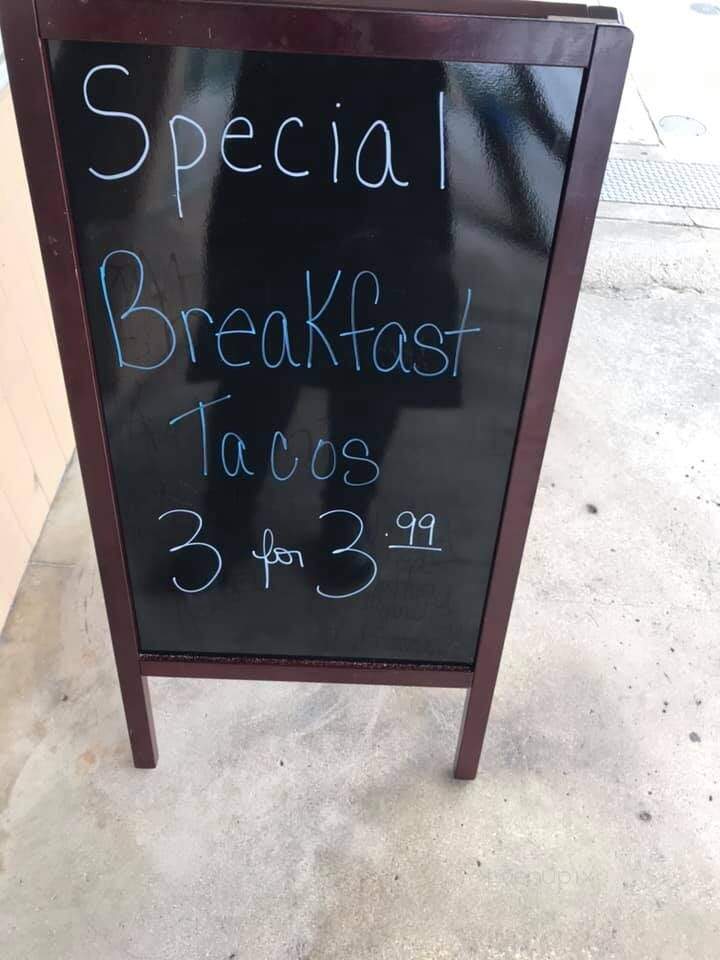 Special
Breakfast
Tacos
3 for 3.99